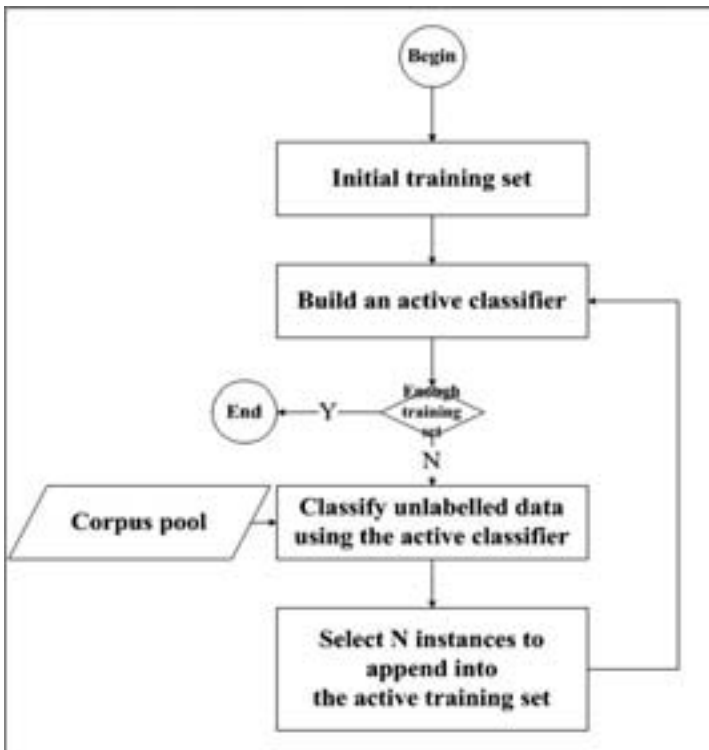 Begin
Initial training set
Build an active classifier
Enough
training
set
End
Y
N
Corpus pool
Classify unlabelled data
using the active classifier
Select N instances to
append into
the active training set